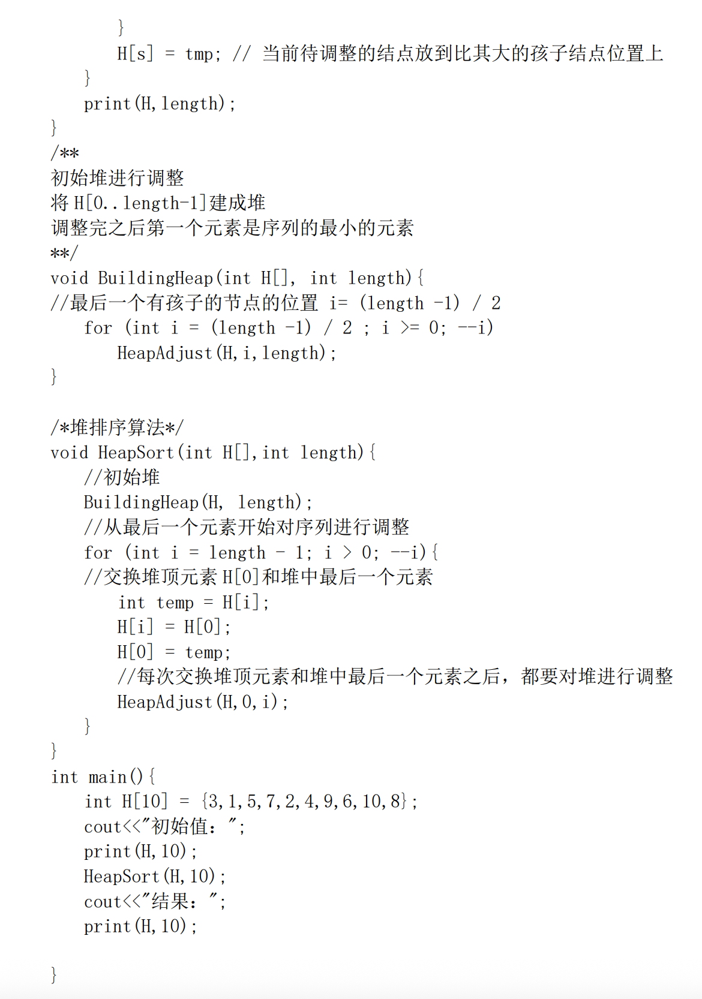 }
H[s] = tmp; // 当前待调整的结点放到比其大的孩子结点位置上
}
print(H,length);
}
/**
初始堆进行调整
将 H[0..length-1]建成堆
调整完之后第一个元素是序列的最小的元素
**/
void BuildingHeap(int H[], int length){
//最后一个有孩子的节点的位置 i= (length -1) / 2
for (int i = (length -1) / 2 ; i >= 0; --i)
HeapAdjust(H,i,length);
}
/*堆排序算法*/
void HeapSort(int H[],int length){
//初始堆
BuildingHeap(H, length);
//从最后一个元素开始对序列进行调整
for (int i = length - 1; i > 0; --i){
//交换堆顶元素 H[0]和堆中最后一个元素
int temp = H[i];
H[i] = H[0];
H[0] = temp;
//每次交换堆顶元素和堆中最后一个元素之后，都要对堆进行调整
HeapAdjust(H,0,i);
}
}
int main(){
int H[10] = {3,1,5,7,2,4,9,6,10,8};
cout<<"初始值：";
print(H,10);
HeapSort(H,10);
cout<<"结果：";
print(H,10);
}